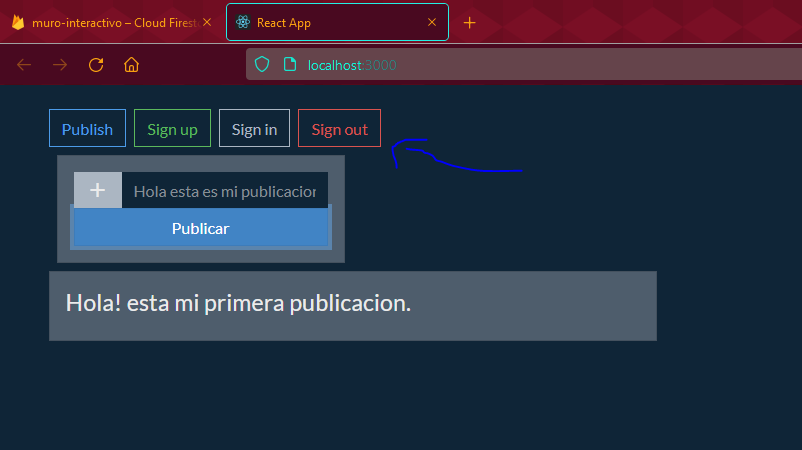 muro-interactivo – Cloud Firest
React App
localhost:3000
Publish
Sign up
Sign in
Sign out
+ Hola esta es mi publicacion
Publicar
Hola! esta mi primera publicacion.